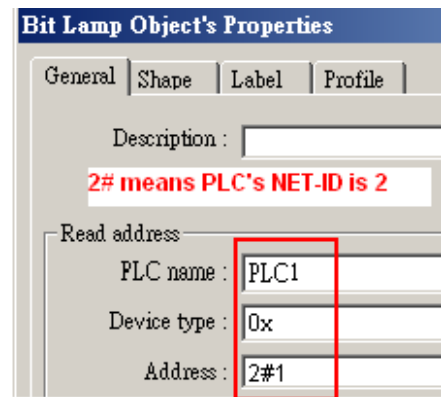 Bit Lamp Object's Properties
General Shape Label Profile
Description :
2# means PLC's NET-ID is 2
Read address
PLC name : PLC1
Device type : 0x
Address : 2#1